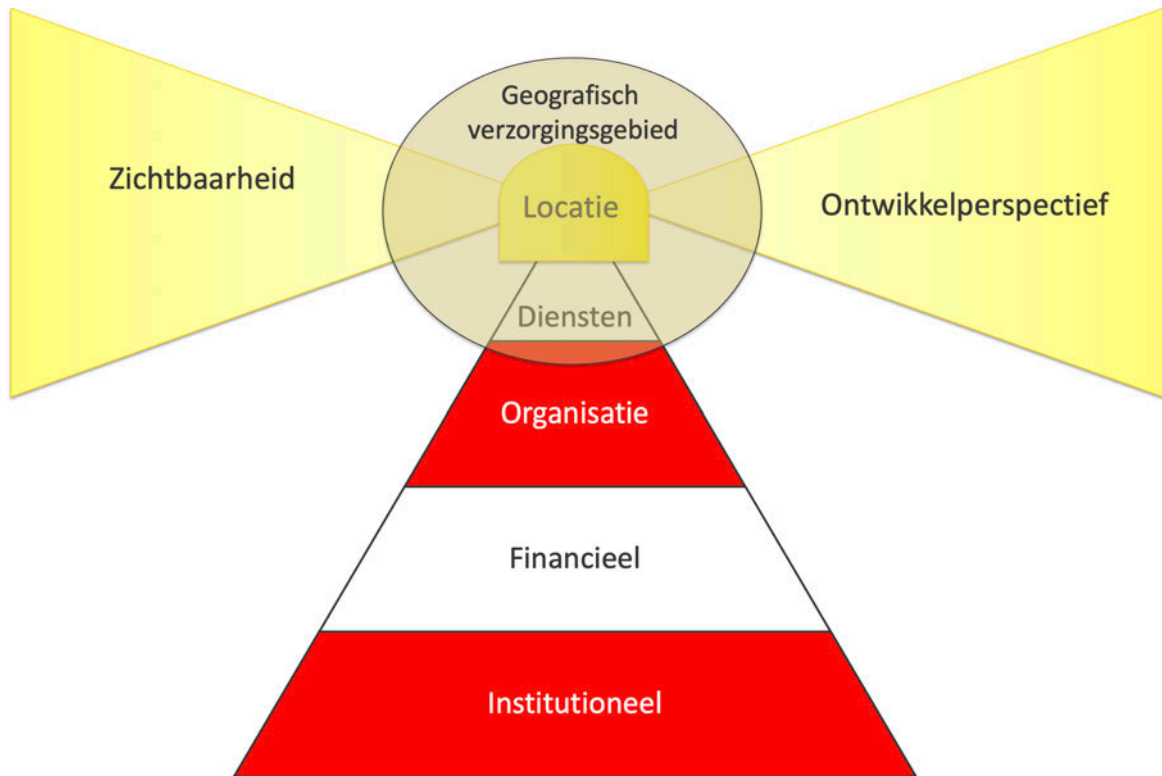 Geografisch
verzorgingsgebied
Zichtbaarheid
Locatie
Ontwikkelperspectief
Diensten
Organisatie
Financieel
Institutioneel